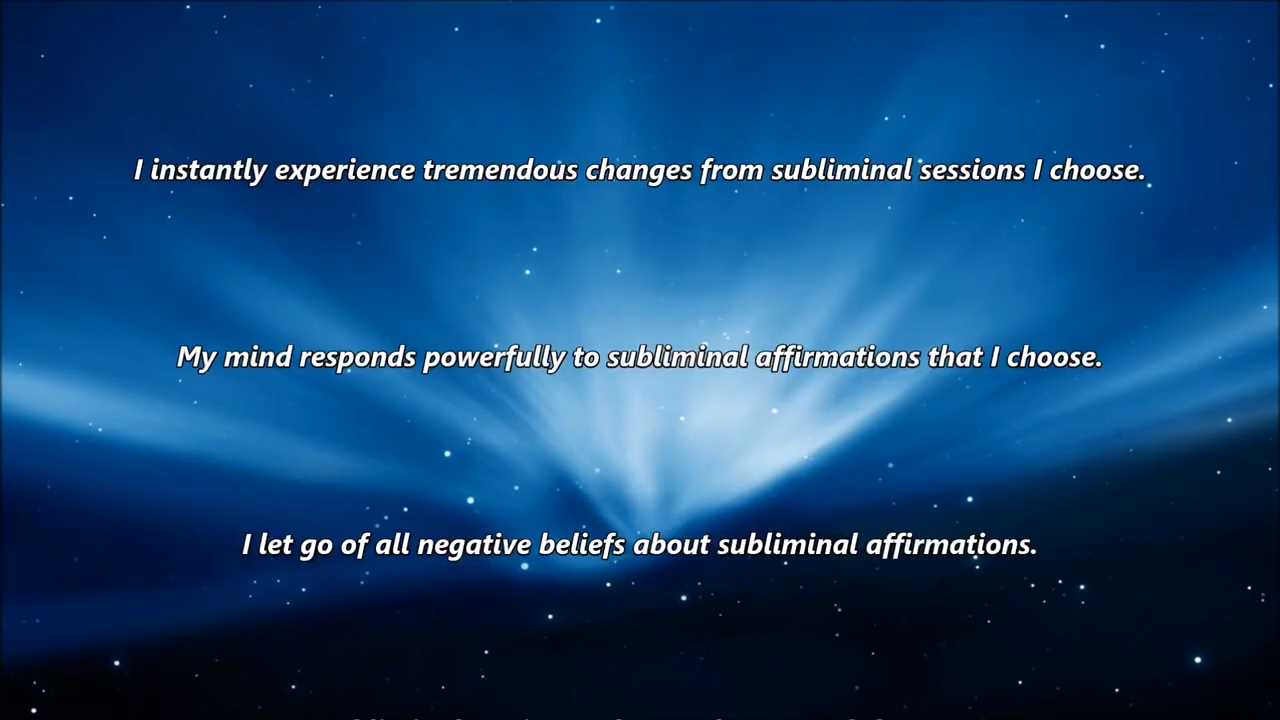 I instantly experience tremendous changes from subliminal sessions I choose.
My mind responds powerfully to subliminal affirmations that I choose.
I let go of all negative beliefs about subliminal affirmations.